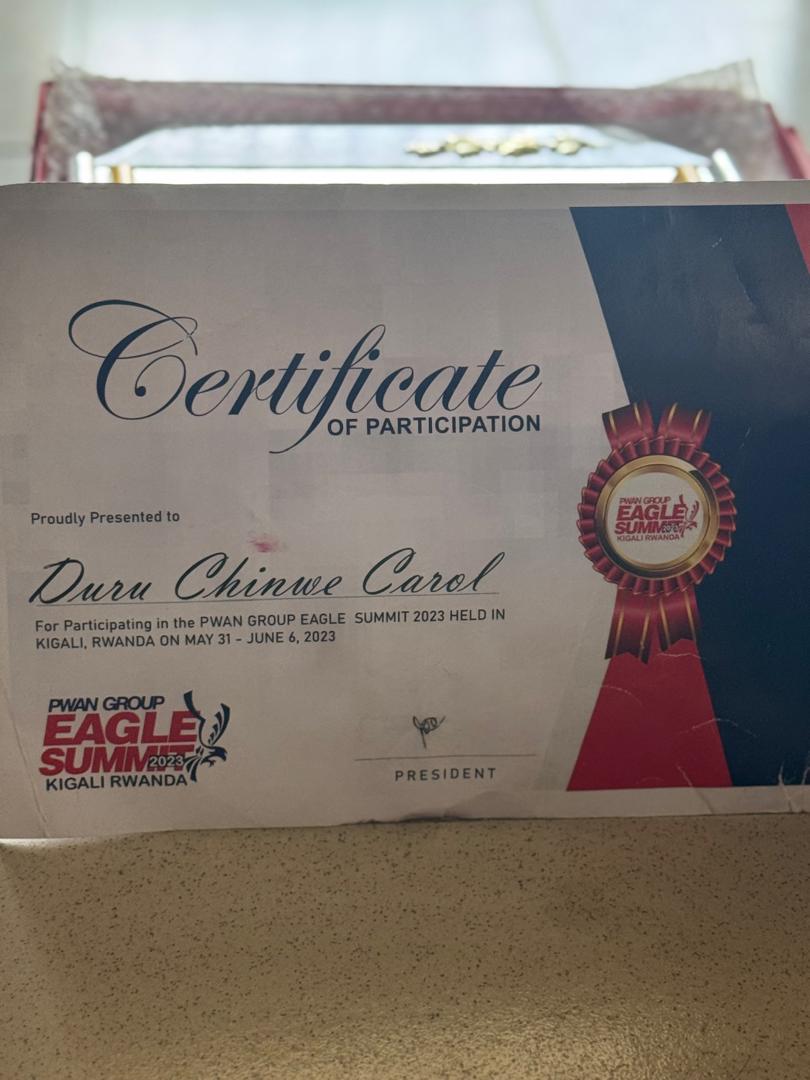 Certificate
OF PARTICIPATION
Proudly Presented to
Duru Chinwe Carol
For Participating in the PWAN GROUP EAGLE SUMMIT 2023 HELD IN
KIGALI, RWANDA ON MAY 31 - JUNE 6, 2023
PWAN GROUP
EAGLE
SUMMIT
2023
KIGALI RWANDA
PRESIDENT
PWAN GROUP
EAGLE
SUMMIT
KIGALI RWANDA